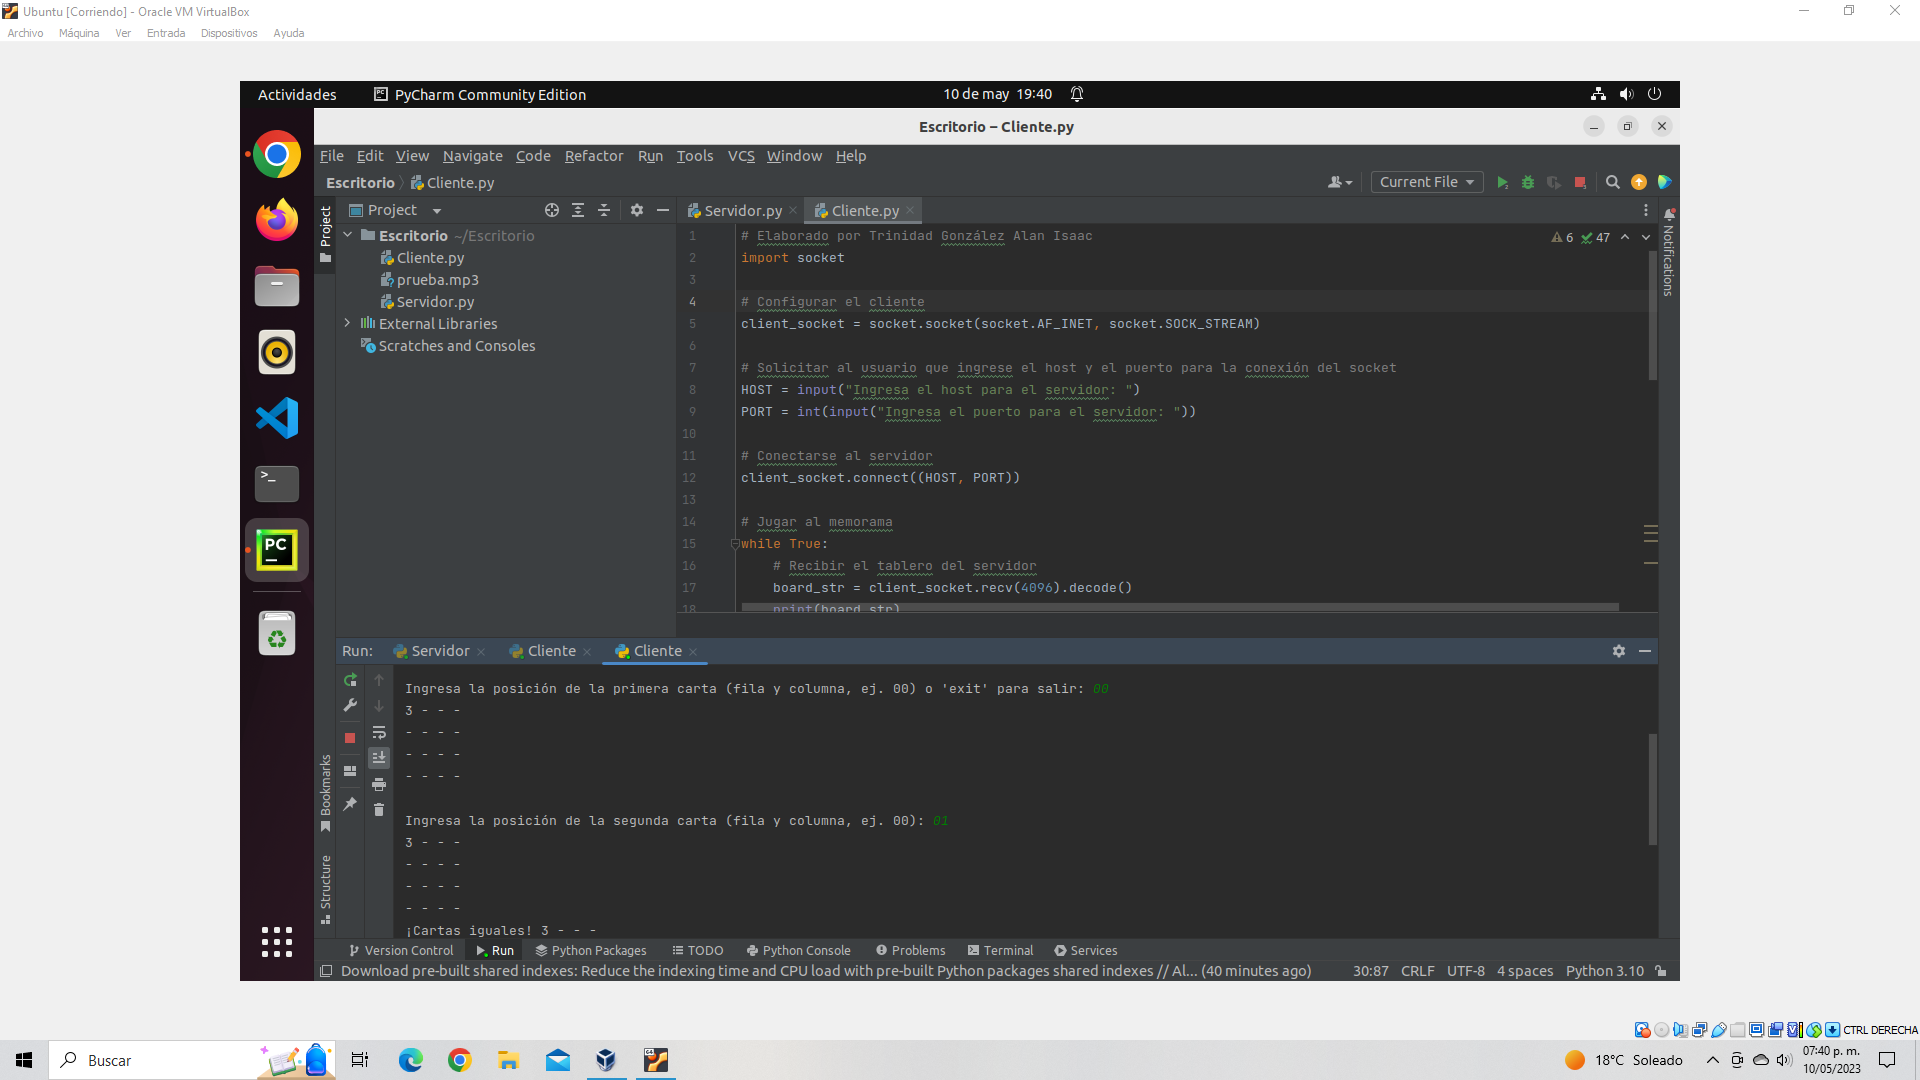 Ubuntu [Corriendo] - Oracle VM VirtualBox
Archivo Máquina Ver Entrada Dispositivos Ayuda
Actividades PyCharm Community Edition 10 de may 19:40
Escritorio – Cliente.py
File Edit View Navigate Code Refactor Run Tools VCS Window Help
Escritorio Cliente.py Current File
Project Servidor.py Cliente.py
Project
Escritorio ~/Escritorio
Cliente.py
prueba.mp3
Servidor.py
External Libraries
Scratches and Consoles
6 47
Notifications
1 # Elaborado por Trinidad González Alan Isaac
2 import socket
3
4 # Configurar el cliente
5 client_socket = socket.socket(socket.AF_INET, socket.SOCK_STREAM)
6
7 # Solicitar al usuario que ingrese el host y el puerto para la conexión del socket
8 HOST = input("Ingresa el host para el servidor: ")
9 PORT = int(input("Ingresa el puerto para el servidor: "))
10
11 # Conectarse al servidor
12 client_socket.connect((HOST, PORT))
13
14 # Jugar al memorama
15 while True:
16 # Recibir el tablero del servidor
17 board_str = client_socket.recv(4096).decode()
18 print(board_str)
Run: Servidor Cliente Cliente
Ingresa la posición de la primera carta (fila y columna, ej. 00) o 'exit' para salir: 00
3 - - -
- - - -
- - - -
- - - -
Ingresa la posición de la segunda carta (fila y columna, ej. 00): 01
3 - - -
- - - -
- - - -
- - - -
¡Cartas iguales! 3 - - -
Bookmarks
Structure
Version Control Run Python Packages TODO Python Console Problems Terminal Services
Download pre-built shared indexes: Reduce the indexing time and CPU load with pre-built Python packages shared indexes // Al... (40 minutes ago) 30:87 CRLF UTF-8 4 spaces Python 3.10
CTRL DERECHA
Buscar
18°C Soleado
07:40 p. m.
10/05/2023